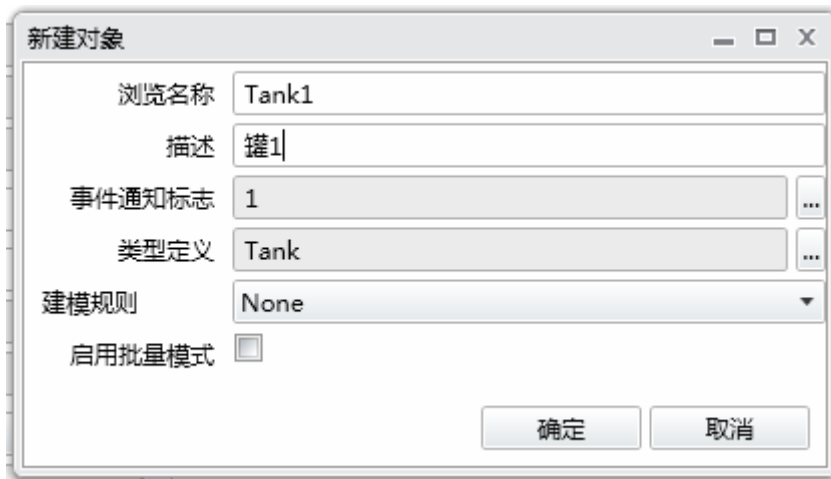 新建对象
浏览名称 Tank1
描述 罐1
事件通知标志 1 ...
类型定义 Tank ...
建模规则 None
启用批量模式
确定 取消